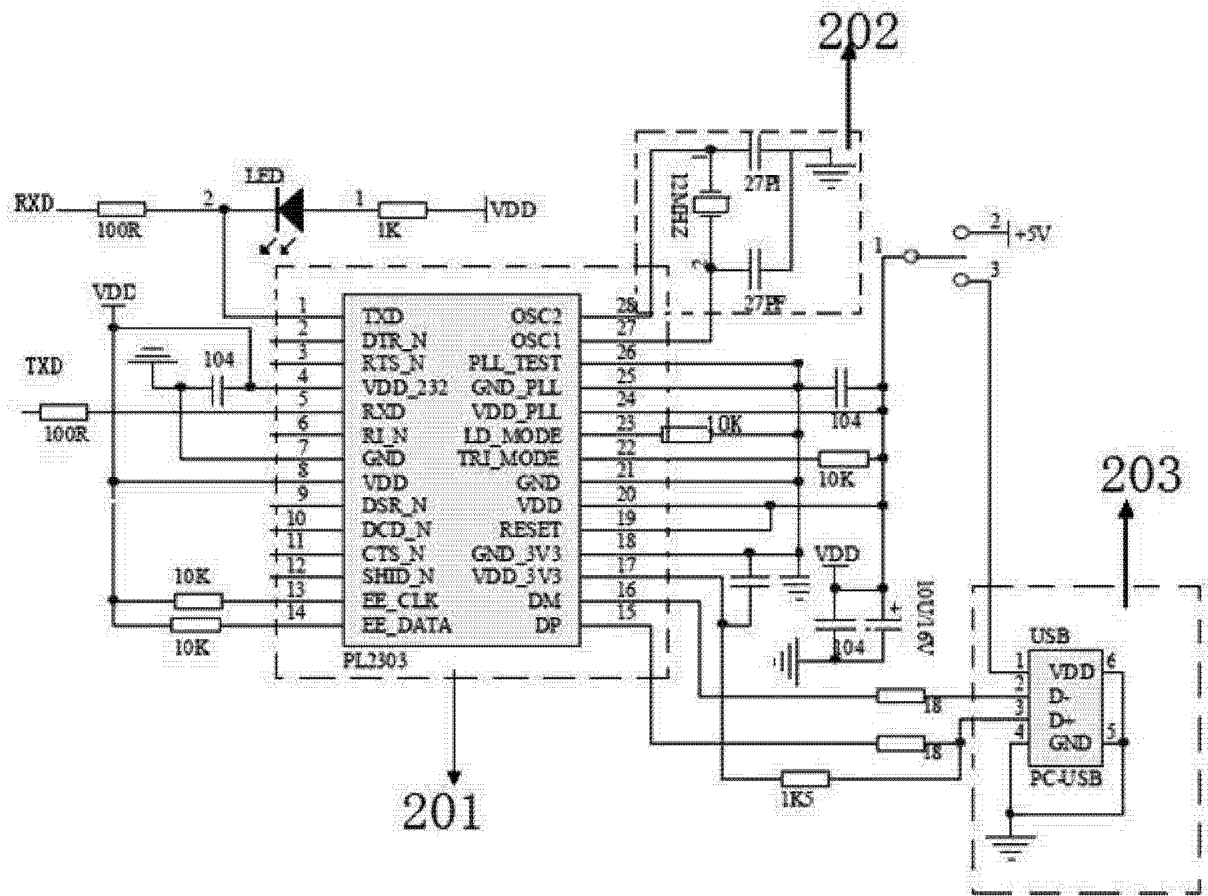 202
LED
RXD
2
1
VDD
100R
1K
1
27PF
12MHZ
2
27PF
1
2
+5V
3
VDD
104
TXD
100R
1
TXD
OSC2
28
2
DTR_N
OSC1
27
3
RTS_N
PLL_TEST
26
4
VDD_232
GND_PLL
25
5
RXD
VDD_PLL
24
6
RI_N
LD_MODE
23
7
GND
TRI_MODE
22
8
VDD
GND
21
9
DSR_N
VDD
20
10
DCD_N
RESET
19
11
CTS_N
GND_3V3
18
12
SHID_N
VDD_3V3
17
13
EE_CLK
DM
16
14
EE_DATA
DP
15
PL2303
10K
10K
104
10K
10K
VDD
104
10U/16V
+
203
USB
1
VDD
6
2
D-
3
D+
4
GND
5
PC-USB
18
18
1K5
201